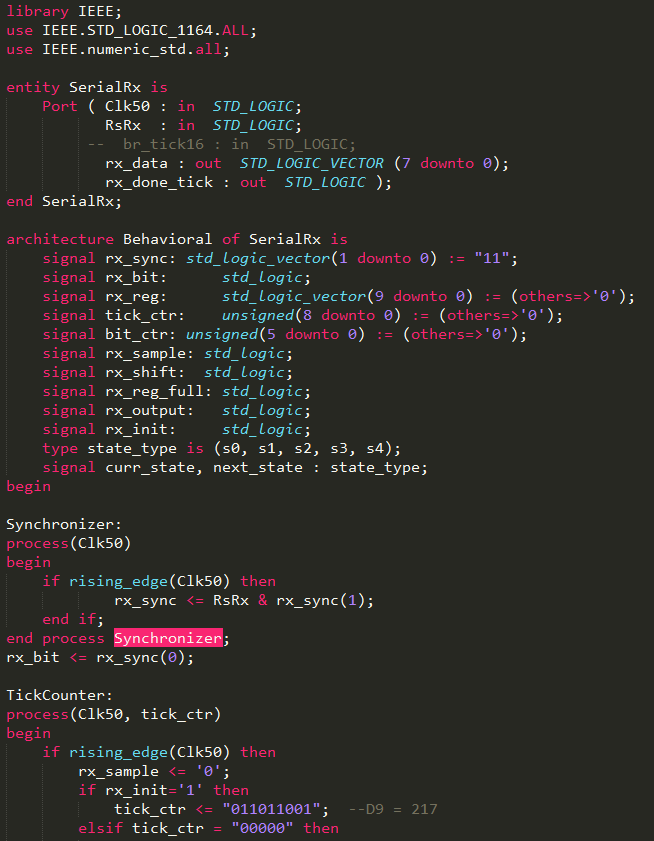 library IEEE;
use IEEE.STD_LOGIC_1164.ALL;
use IEEE.numeric_std.all;

entity SerialRx is
    Port ( Clk50 : in  STD_LOGIC;
           RsRx  : in  STD_LOGIC;
         --  br_tick16 : in  STD_LOGIC;
           rx_data : out  STD_LOGIC_VECTOR (7 downto 0);
           rx_done_tick : out  STD_LOGIC );
end SerialRx;

architecture Behavioral of SerialRx is
    signal rx_sync: std_logic_vector(1 downto 0) := "11";
    signal rx_bit:      std_logic;
    signal rx_reg:      std_logic_vector(9 downto 0) := (others=>'0');
    signal tick_ctr:    unsigned(8 downto 0) := (others=>'0');
    signal bit_ctr: unsigned(5 downto 0) := (others=>'0');
    signal rx_sample: std_logic;
    signal rx_shift:  std_logic;
    signal rx_reg_full: std_logic;
    signal rx_output:   std_logic;
    signal rx_init:     std_logic;
    type state_type is (s0, s1, s2, s3, s4);
    signal curr_state, next_state : state_type;
begin

Synchronizer:
process(Clk50)
begin
    if rising_edge(Clk50) then
            rx_sync <= RsRx & rx_sync(1);
    end if;
end process Synchronizer;
rx_bit <= rx_sync(0);

TickCounter:
process(Clk50, tick_ctr)
begin
    if rising_edge(Clk50) then
        rx_sample <= '0';
        if rx_init='1' then
            tick_ctr <= "011011001";  --D9 = 217
        elsif tick_ctr = "00000" then